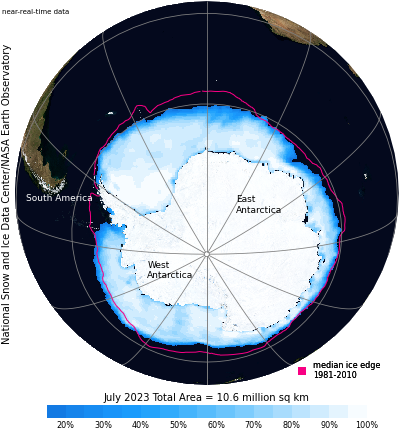 near-real-time data
National Snow and Ice Data Center/NASA Earth Observatory
South America
East
Antarctica
West
Antarctica
median ice edge
1981-2010
July 2023 Total Area = 10.6 million sq km
20% 30% 40% 50% 60% 70% 80% 90% 100%